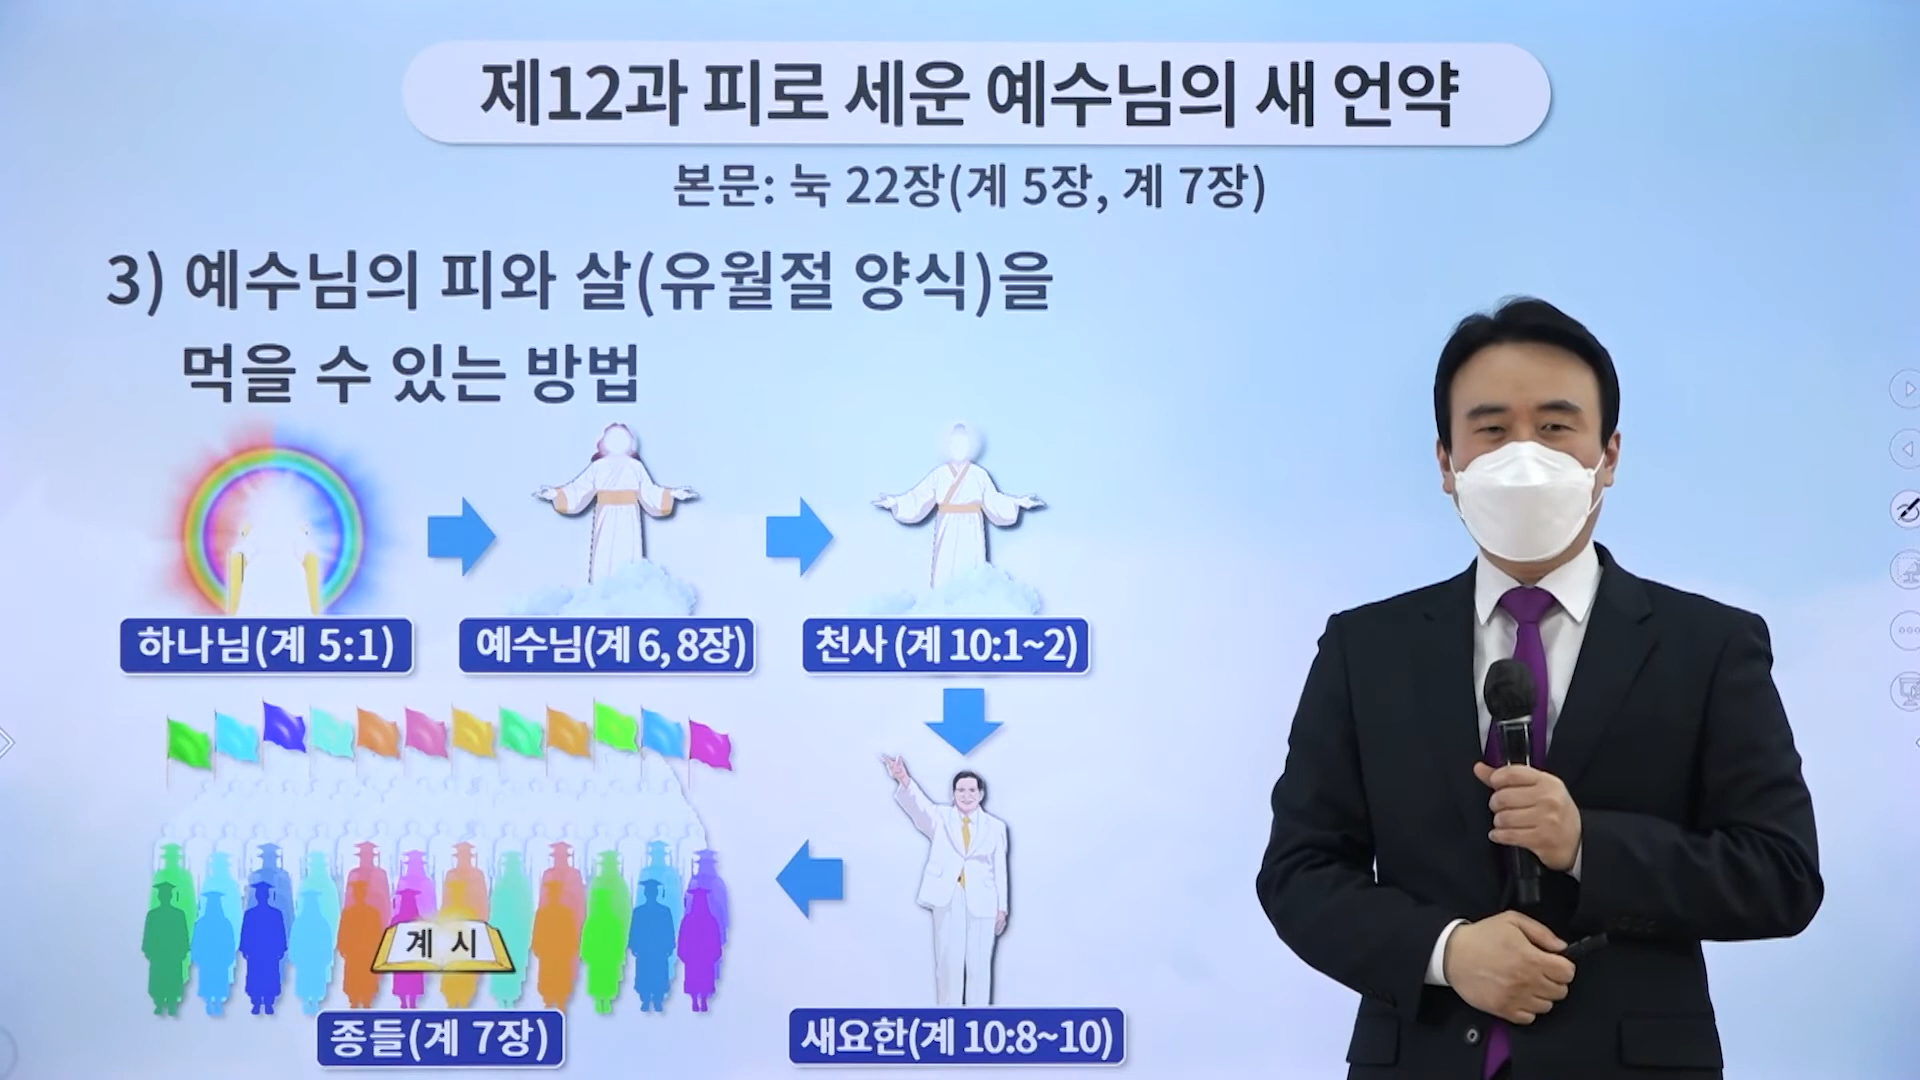 제12과 피로 세운 예수님의 새 언약
본문: 눅 22장(계 5장, 계 7장)
3) 예수님의 피와 살(유월절 양식)을
먹을 수 있는 방법
하나님(계 5:1)
예수님(계 6, 8장)
천사 (계 10:1~2)
계 시
종들(계 7장)
새요한(계 10:8~10)